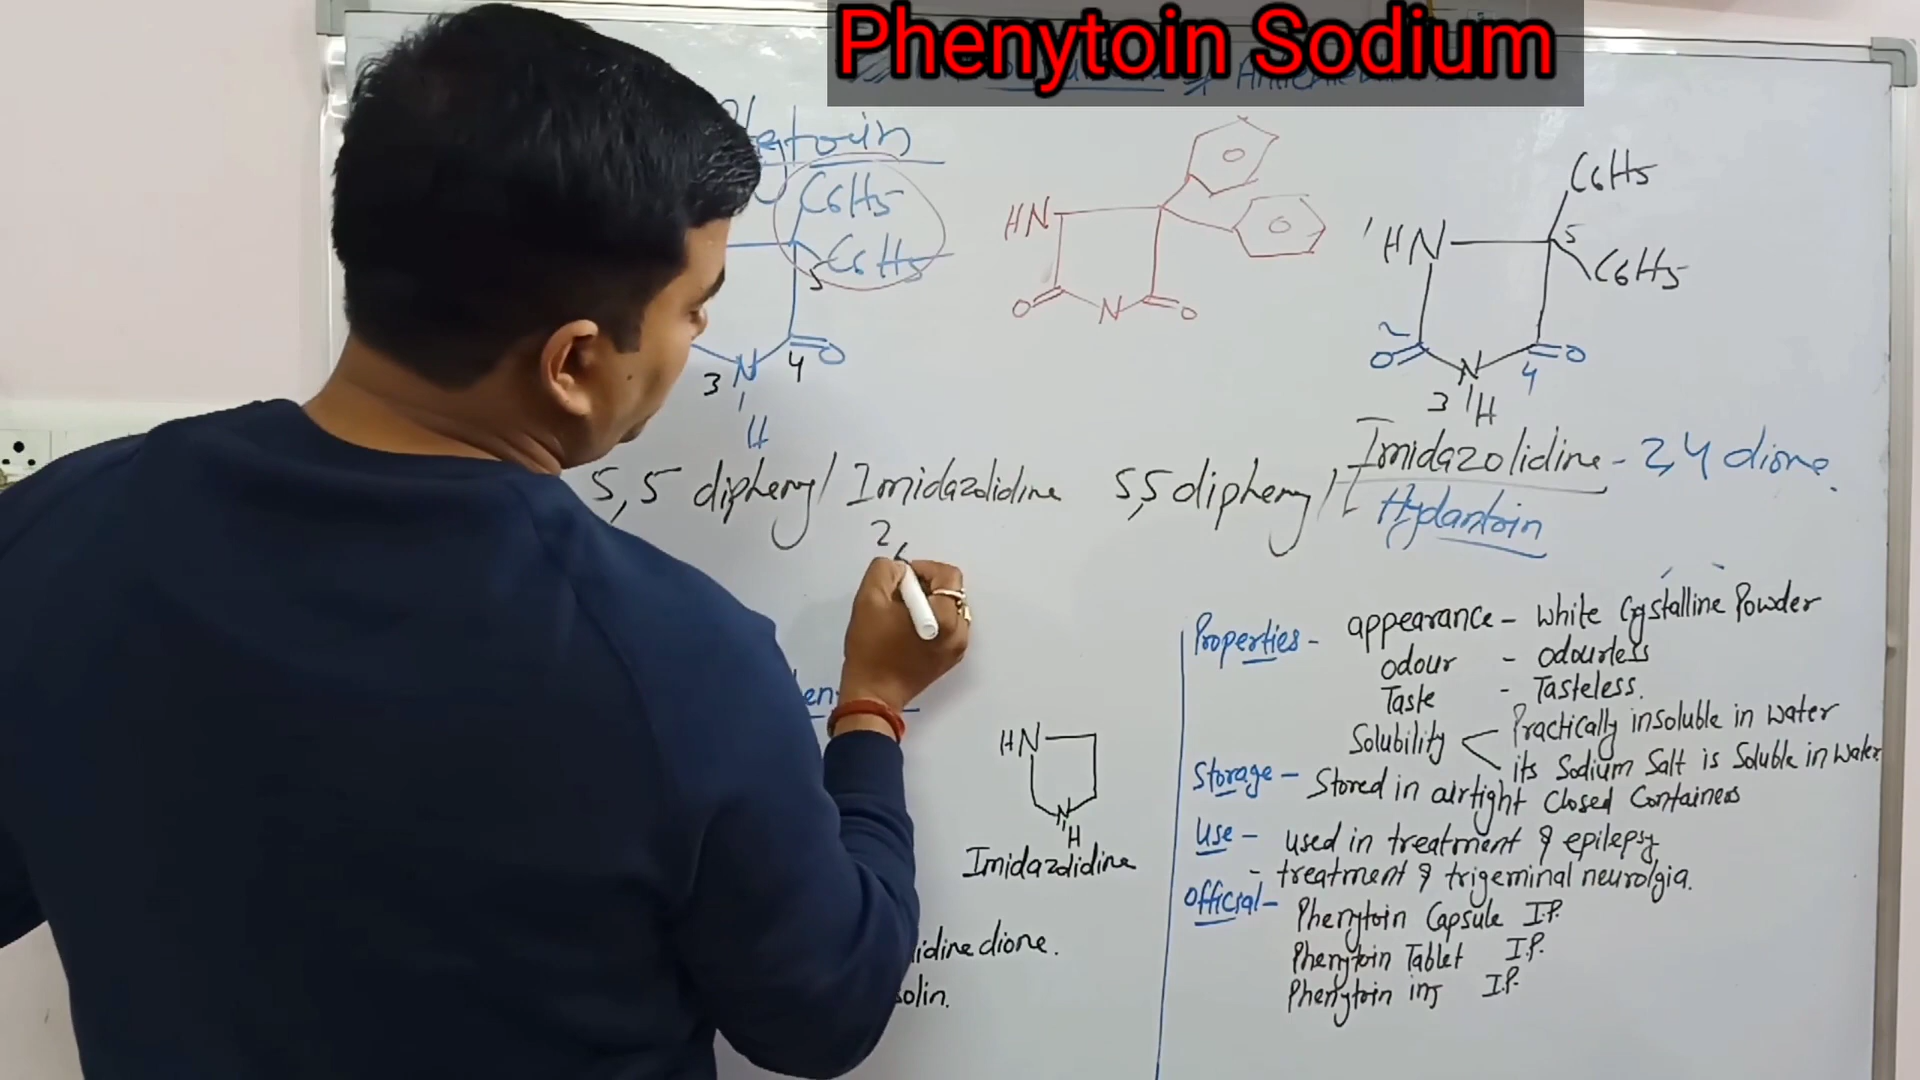 Phenytoin Sodium
C6H5
C6H5
5
O
4
3 N
H
HN
O
N
O
O
O
C6H5
1 HN
5
C6H5
2
O
O
N
4
3
H
5,5 diphenyl Imidazolidine
2,
5,5 diphenyl Imidazolidine - 2,4 dione.
Hydantoin
HN
N
H
Imidazolidine
idine dione.
solin.
Properties - appearance - White Crystalline Powder
odour - odourless
Taste - Tasteless.
Solubility Practically insoluble in water
its Sodium Salt is Soluble in Water.
Storage - Stored in airtight Closed Containers
Use - used in treatment of epilepsy
- treatment of trigeminal neurolgia.
Official - Phenytoin Capsule I.P.
Phenytoin Tablet I.P.
Phenytoin inj I.P.